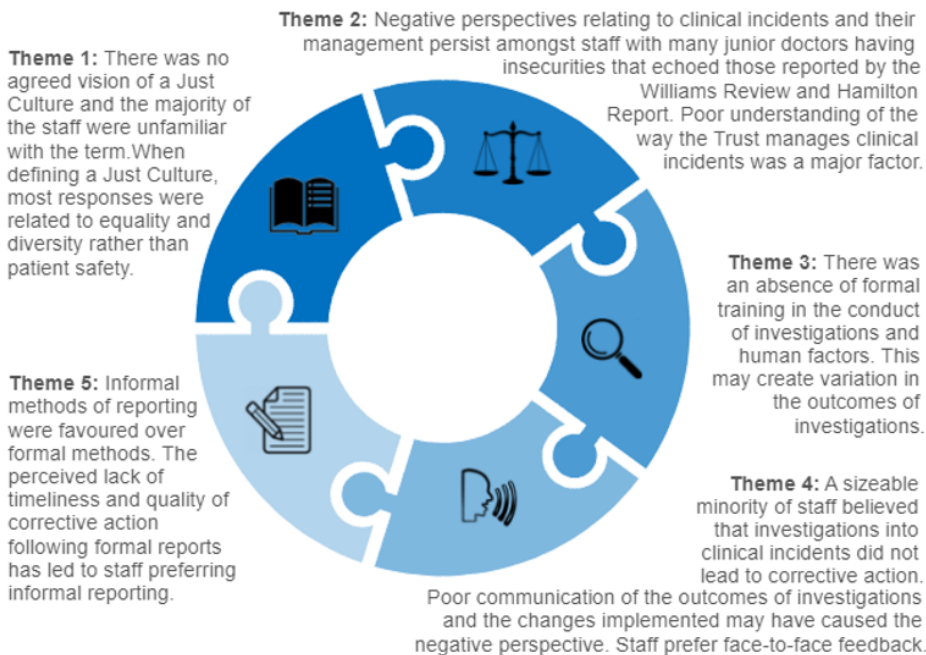 Theme 1: There was no
agreed vision of a Just
Culture and the majority of
the staff were unfamiliar
with the term.When
defining a Just Culture,
most responses were
related to equality and
diversity rather than
patient safety.
Theme 2: Negative perspectives relating to clinical incidents and their
management persist amongst staff with many junior doctors having
insecurities that echoed those reported by the
Williams Review and Hamilton
Report. Poor understanding of the
way the Trust manages clinical
incidents was a major factor.
Theme 3: There was
an absence of formal
training in the conduct
of investigations and
human factors. This
may create variation in
the outcomes of
investigations.
Theme 4: A sizeable
minority of staff believed
that investigations into
clinical incidents did not
lead to corrective action.
Poor communication of the outcomes of investigations
and the changes implemented may have caused the
negative perspective. Staff prefer face-to-face feedback.
Theme 5: Informal
methods of reporting
were favoured over
formal methods. The
perceived lack of
timeliness and quality of
corrective action
following formal reports
has led to staff preferring
informal reporting.